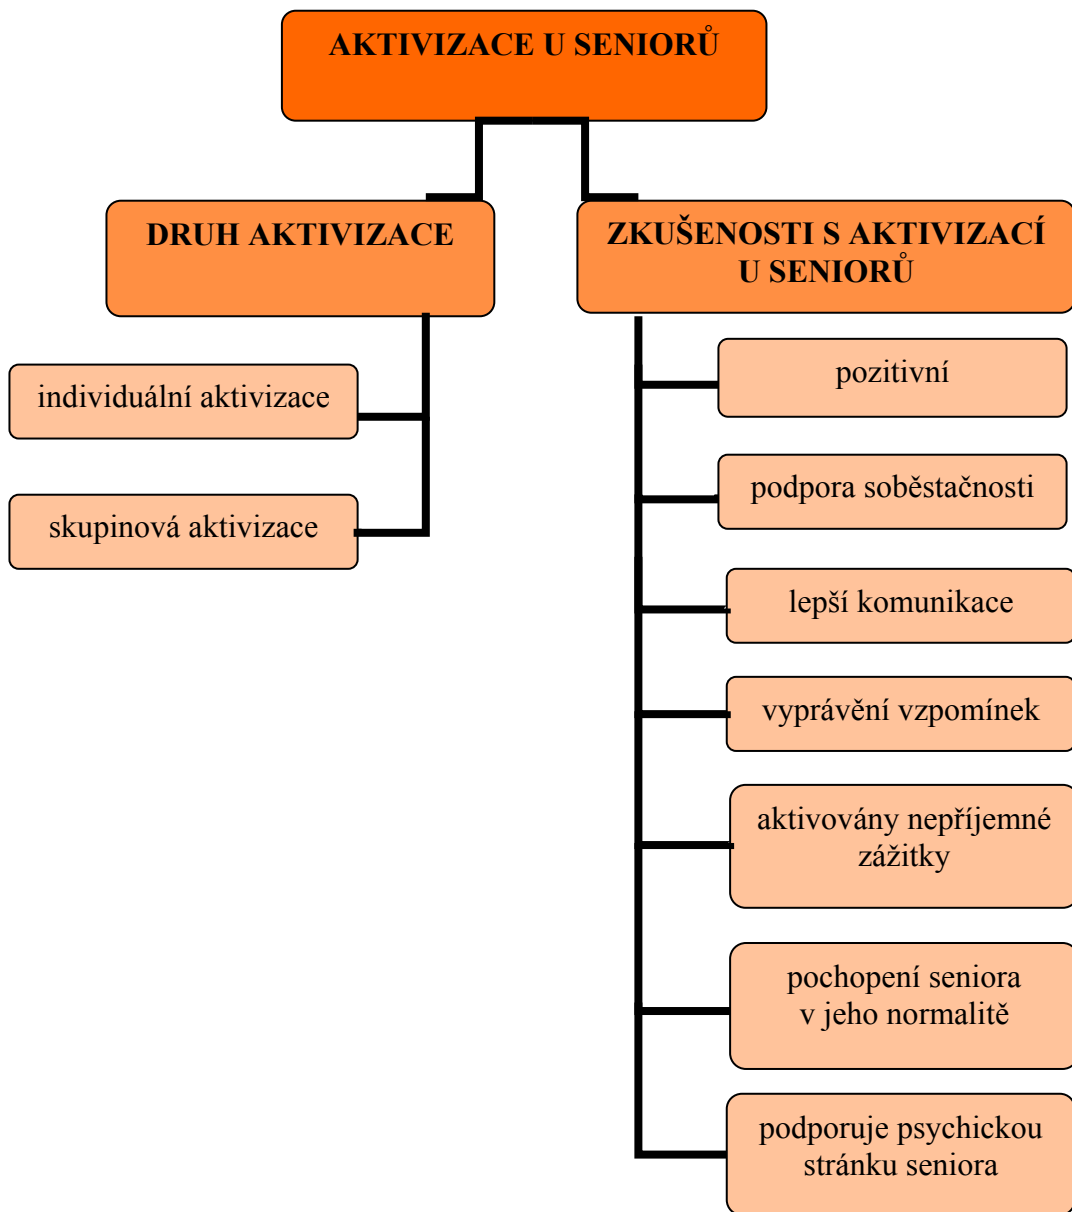 AKTIVIZACE U SENIORŮ
DRUH AKTIVIZACE
ZKUŠENOSTI S AKTIVIZACÍ
U SENIORŮ
individuální aktivizace
skupinová aktivizace
pozitivní
podpora soběstačnosti
lepší komunikace
vyprávění vzpomínek
aktivovány nepříjemné
zážitky
pochopení seniora
v jeho normalitě
podporuje psychickou
stránku seniora